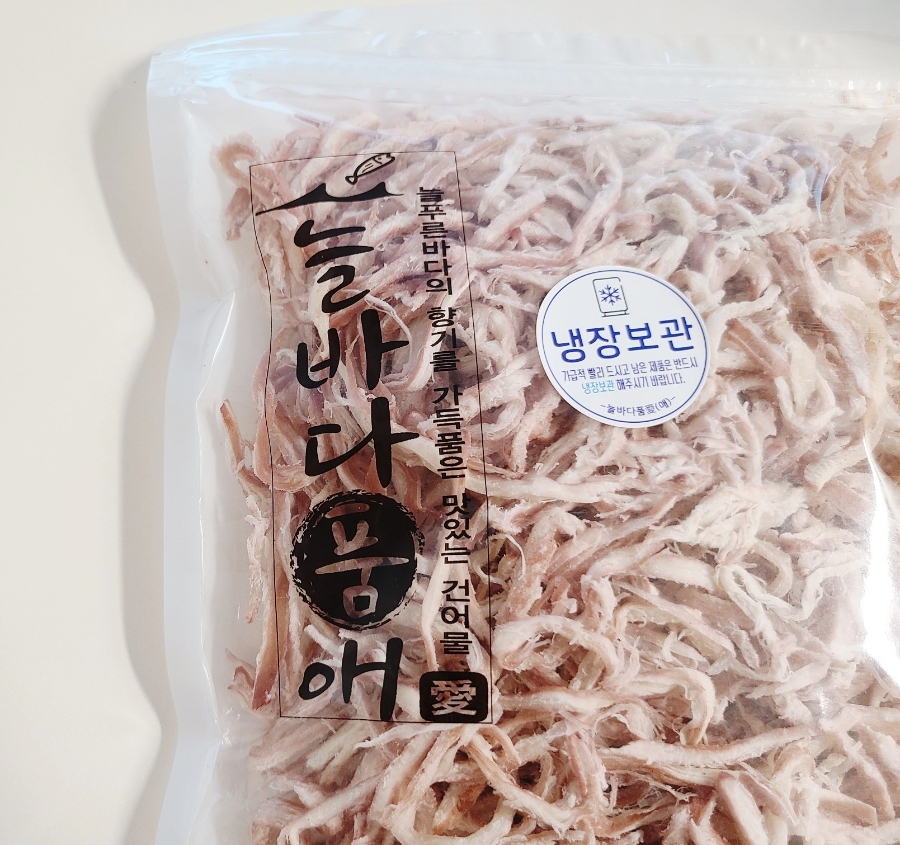 늘바다품애
늘푸른바다의 향기를 가득품은 맛있는 건어물
愛
냉장보관
가급적 빨리 드시고 남은 제품은 반드시
냉장보관 해주시기 바랍니다.
~늘바다품愛(애)~